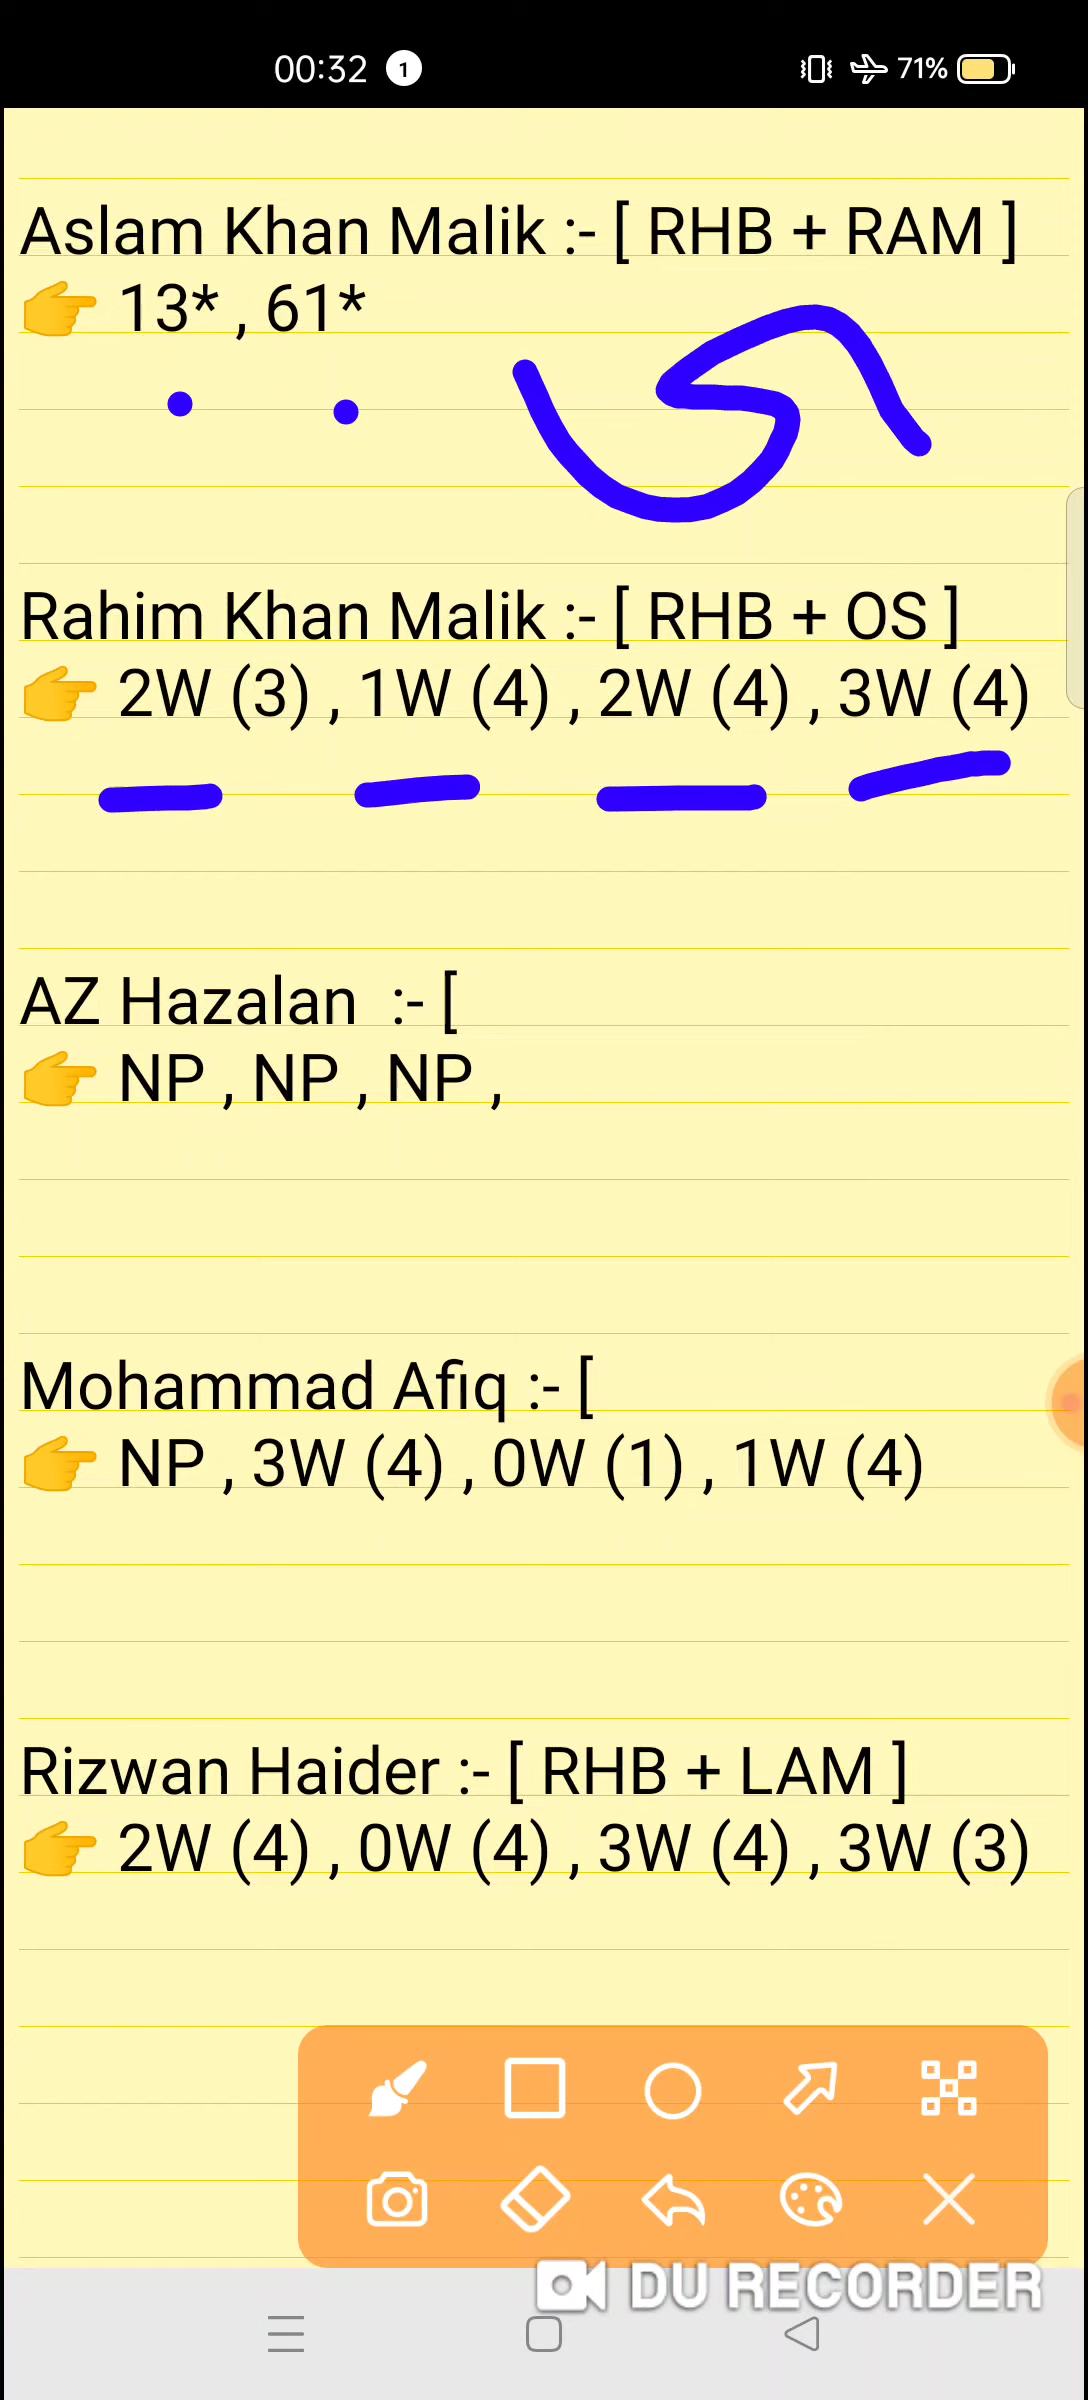 00:32 1 71%
Aslam Khan Malik :- [ RHB + RAM ]
👉 13* , 61*
Rahim Khan Malik :- [ RHB + OS ]
👉 2W (3) , 1W (4) , 2W (4) , 3W (4)
AZ Hazalan  :- [
👉 NP , NP , NP ,
Mohammad Afiq :- [
👉 NP , 3W (4) , 0W (1) , 1W (4)
Rizwan Haider :- [ RHB + LAM ]
👉 2W (4) , 0W (4) , 3W (4) , 3W (3)
DU RECORDER